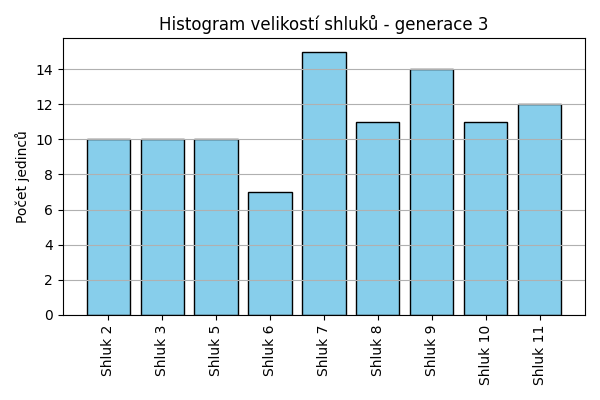 Histogram velikostí shluků - generace 3
Počet jedinců
14
12
10
8
6
4
2
0
Shluk 2
Shluk 3
Shluk 5
Shluk 6
Shluk 7
Shluk 8
Shluk 9
Shluk 10
Shluk 11